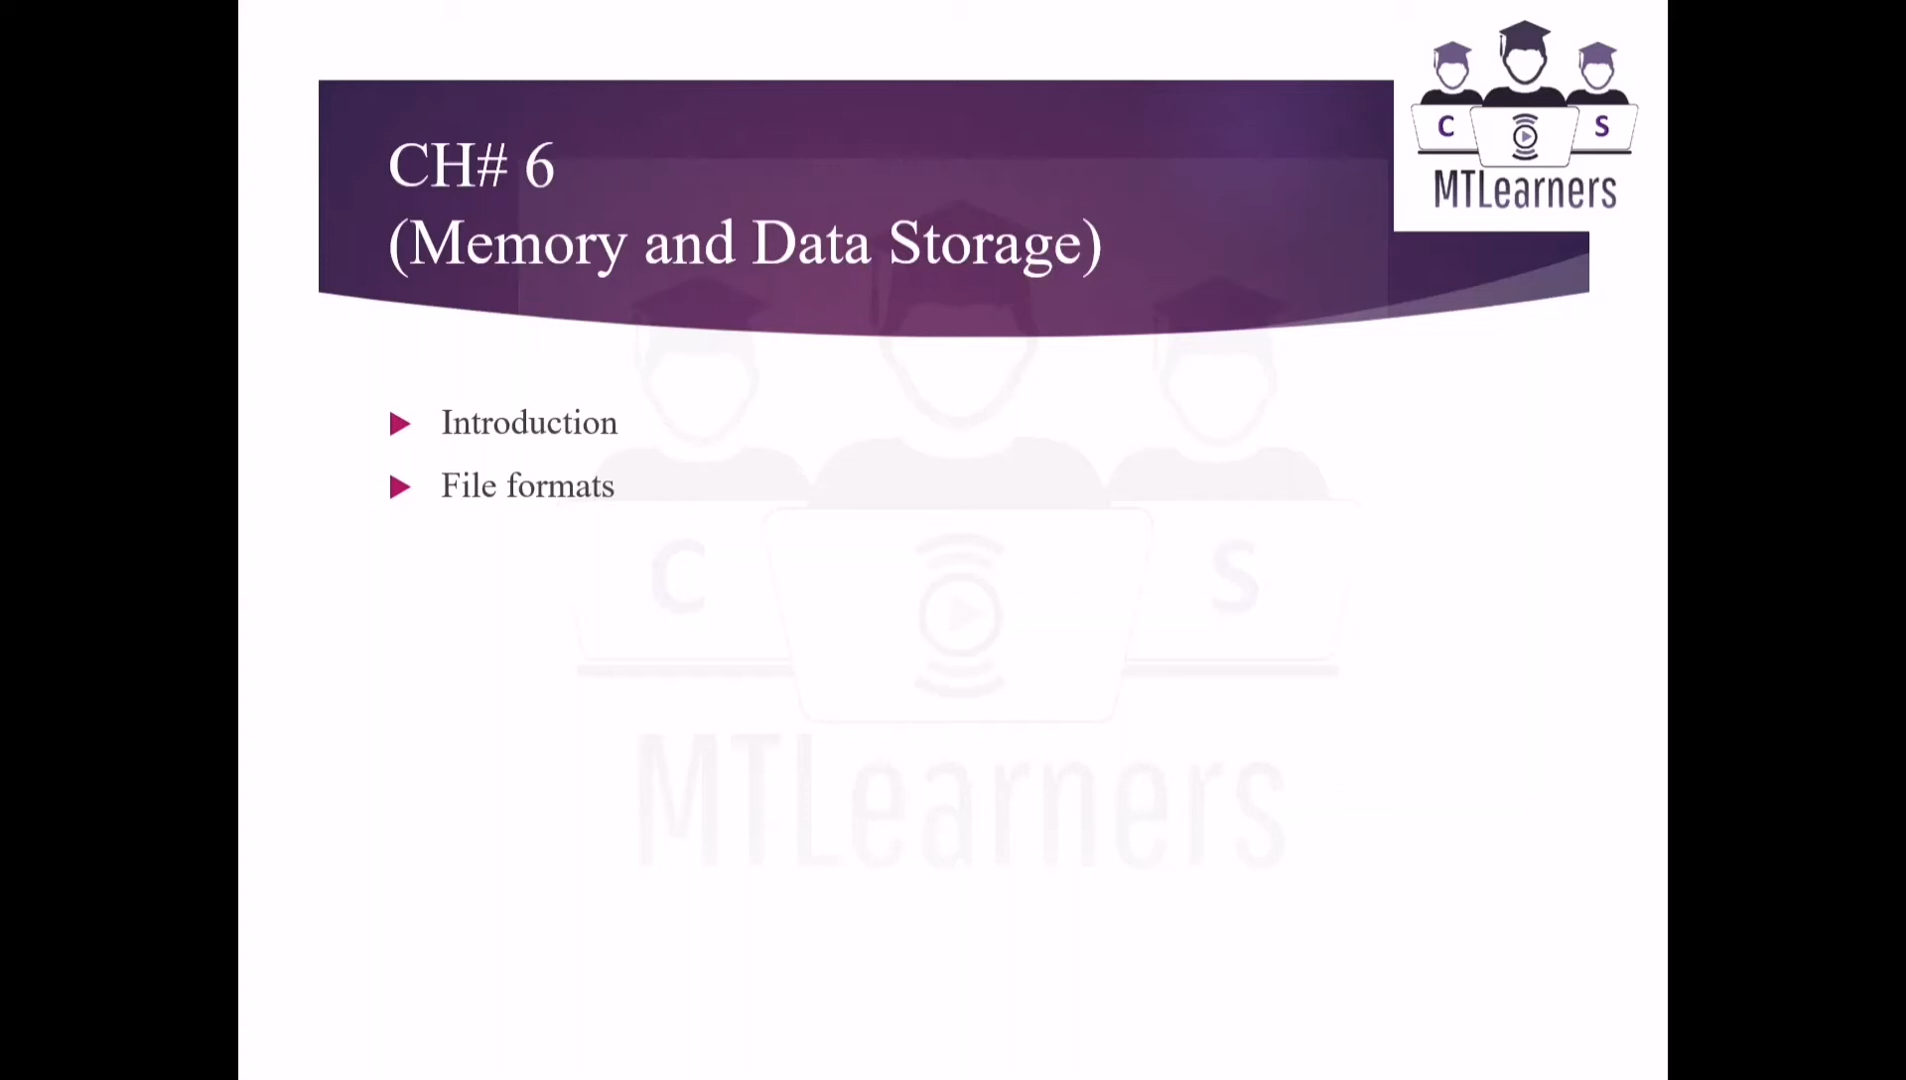 CH# 6
(Memory and Data Storage)
C
S
MTLearners
Introduction
File formats
C
S
MTLearners